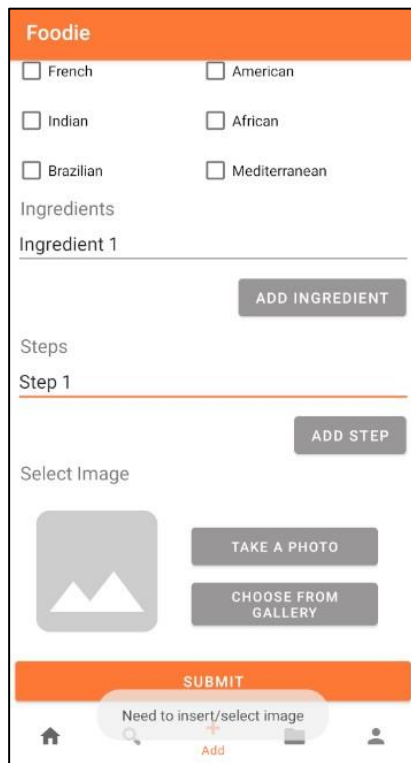 Foodie
French American
Indian African
Brazilian Mediterranean
Ingredients
Ingredient 1
ADD INGREDIENT
Steps
Step 1
ADD STEP
Select Image
TAKE A PHOTO
CHOOSE FROM
GALLERY
SUBMIT
Need to insert/select image
Add